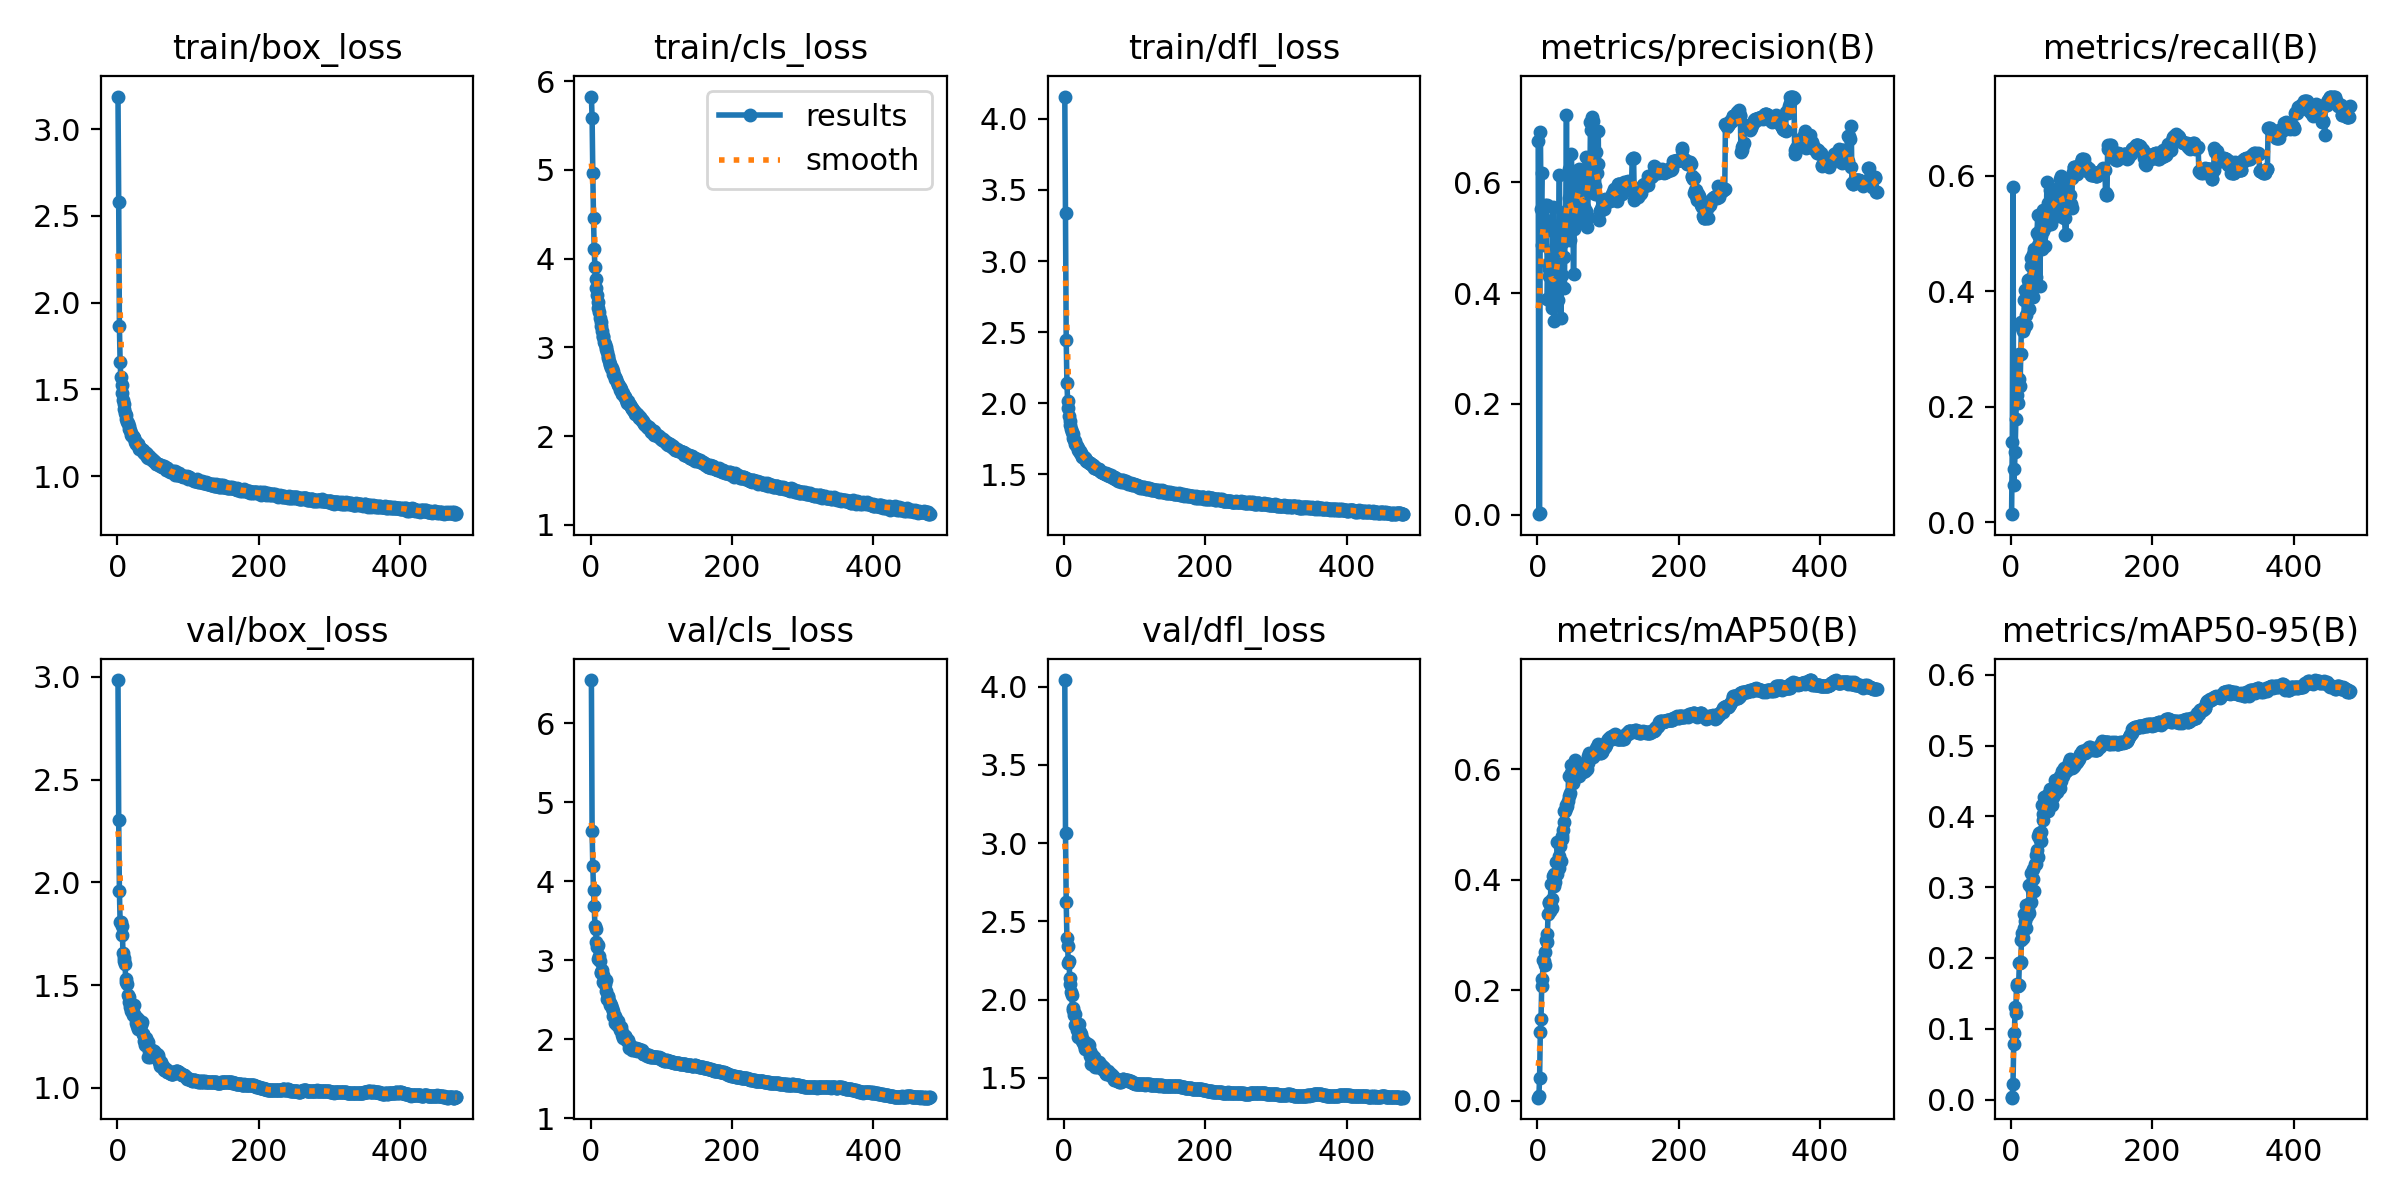 train/box_loss
3.0
2.5
2.0
1.5
1.0
0 200 400
train/cls_loss
results
smooth
6
5
4
3
2
1
0 200 400
train/dfl_loss
4.0
3.5
3.0
2.5
2.0
1.5
0 200 400
metrics/precision(B)
0.6
0.4
0.2
0.0
0 200 400
metrics/recall(B)
0.6
0.4
0.2
0.0
0 200 400
val/box_loss
3.0
2.5
2.0
1.5
1.0
0 200 400
val/cls_loss
6
5
4
3
2
1
0 200 400
val/dfl_loss
4.0
3.5
3.0
2.5
2.0
1.5
0 200 400
metrics/mAP50(B)
0.6
0.4
0.2
0.0
0 200 400
metrics/mAP50-95(B)
0.6
0.5
0.4
0.3
0.2
0.1
0.0
0 200 400